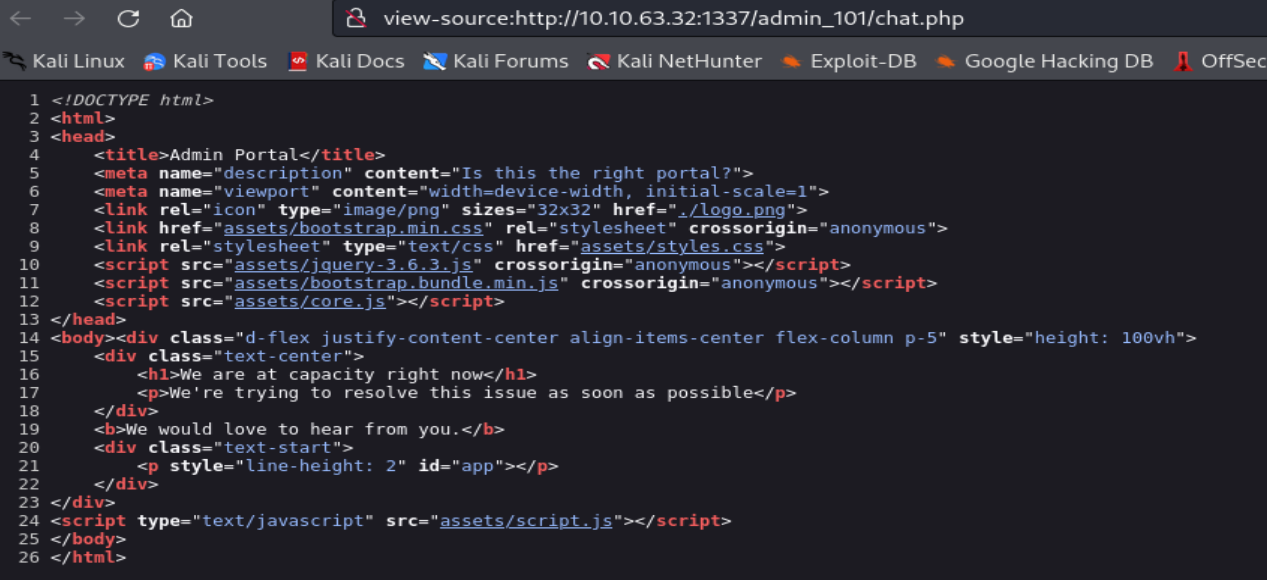 view-source:http://10.10.63.32:1337/admin_101/chat.php
Kali Linux Kali Tools Kali Docs Kali Forums Kali NetHunter Exploit-DB Google Hacking DB OffSec
1 <!DOCTYPE html>
2 <html>
3 <head>
4     <title>Admin Portal</title>
5     <meta name="description" content="Is this the right portal?">
6     <meta name="viewport" content="width=device-width, initial-scale=1">
7     <link rel="icon" type="image/png" sizes="32x32" href="./logo.png">
8     <link href="assets/bootstrap.min.css" rel="stylesheet" crossorigin="anonymous">
9     <link rel="stylesheet" type="text/css" href="assets/styles.css">
10     <script src="assets/jquery-3.6.3.js" crossorigin="anonymous"></script>
11     <script src="assets/bootstrap.bundle.min.js" crossorigin="anonymous"></script>
12     <script src="assets/core.js"></script>
13 </head>
14 <body><div class="d-flex justify-content-center align-items-center flex-column p-5" style="height: 100vh">
15     <div class="text-center">
16         <h1>We are at capacity right now</h1>
17         <p>We're trying to resolve this issue as soon as possible</p>
18     </div>
19     <b>We would love to hear from you.</b>
20     <div class="text-start">
21         <p style="line-height: 2" id="app"></p>
22     </div>
23 </div>
24 <script type="text/javascript" src="assets/script.js"></script>
25 </body>
26 </html>